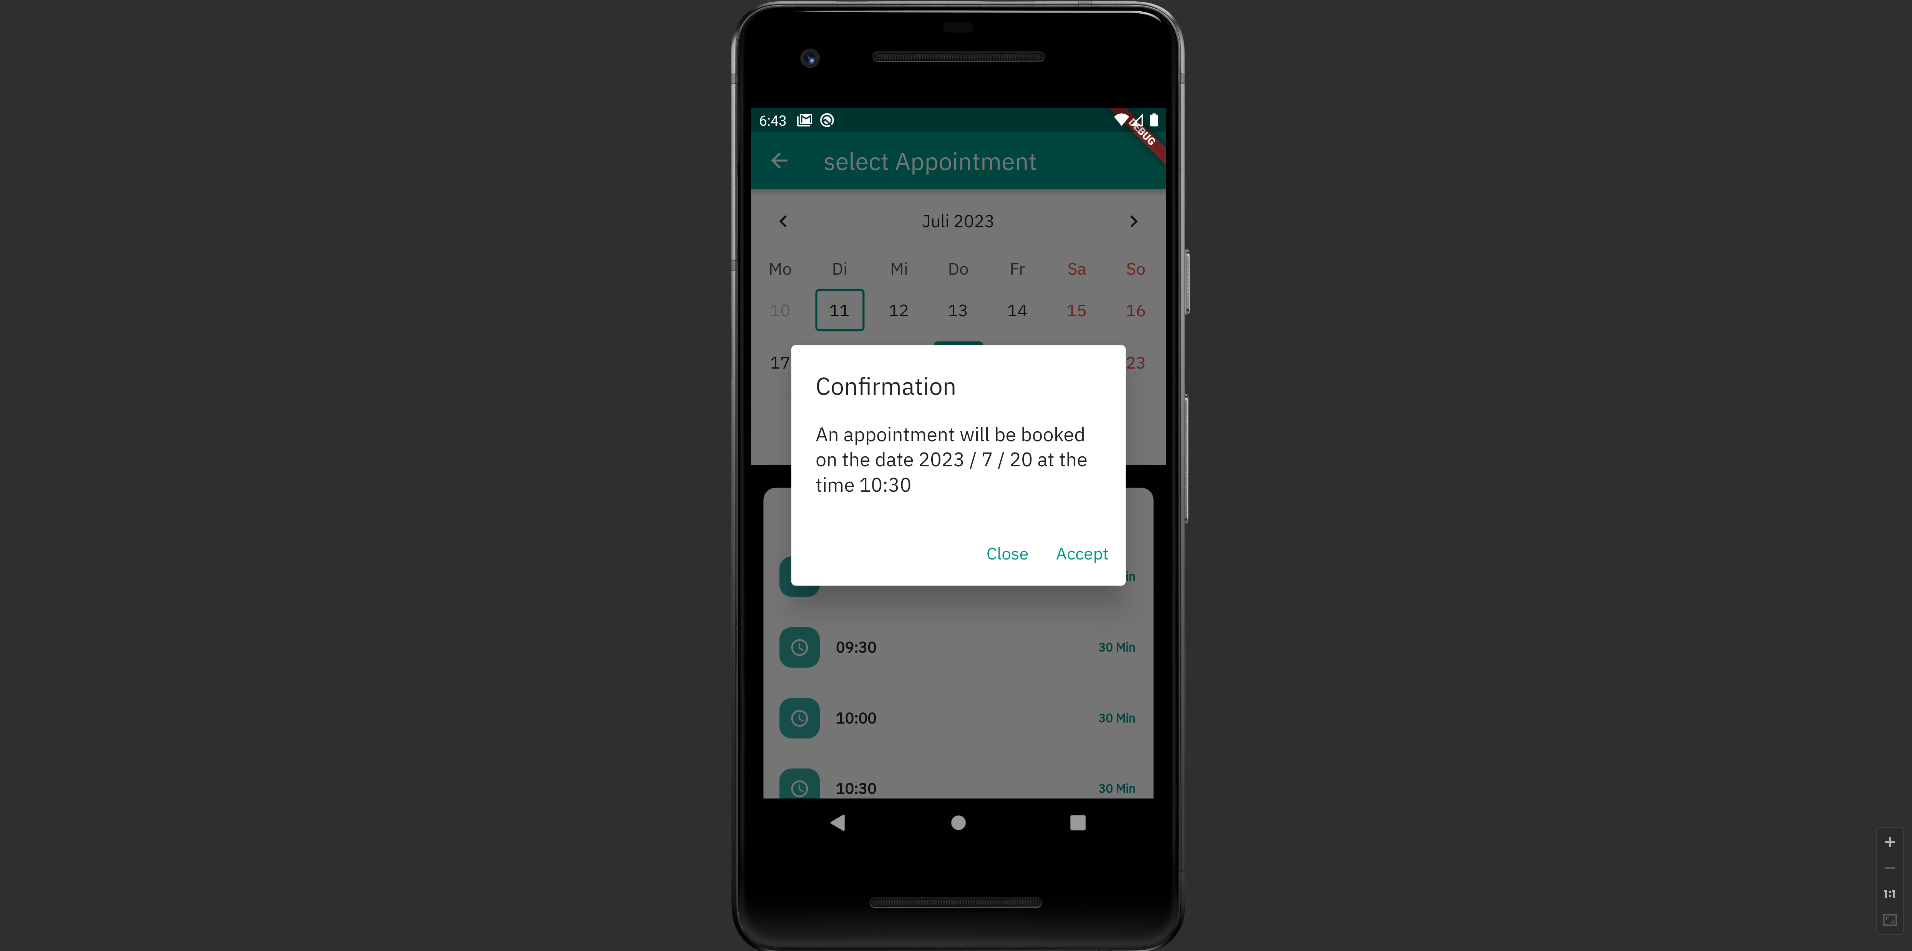 6:43
DEBUG
select Appointment
Juli 2023
Mo Di Mi Do Fr Sa So
10 11 12 13 14 15 16
17 23
Confirmation
An appointment will be booked
on the date 2023 / 7 / 20 at the
time 10:30
Close Accept
in
09:30 30 Min
10:00 30 Min
10:30 30 Min
1:1